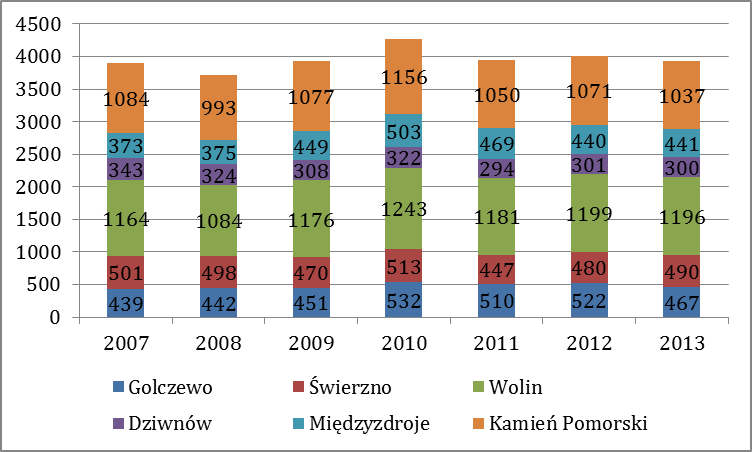 4500
4000
3500
3000
2500
2000
1500
1000
500
0
1084 993 1077 1156 1050 1071 1037
373 375 449 503 469 440 441
343 324 308 322 294 301 300
1164 1084 1176 1243 1181 1199 1196
501 498 470 513 447 480 490
439 442 451 532 510 522 467
2007 2008 2009 2010 2011 2012 2013
Golczewo Świerzno Wolin
Dziwnów Międzyzdroje Kamień Pomorski